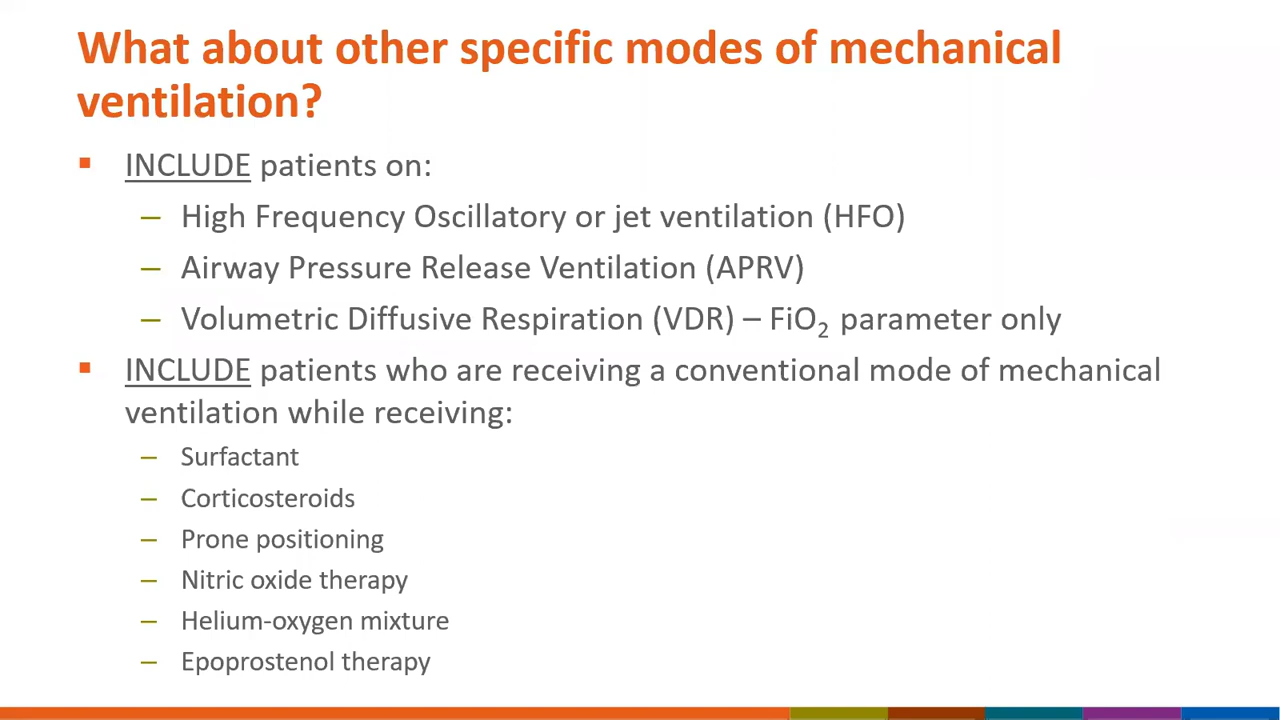 What about other specific modes of mechanical
ventilation?
▪ INCLUDE patients on:
– High Frequency Oscillatory or jet ventilation (HFO)
– Airway Pressure Release Ventilation (APRV)
– Volumetric Diffusive Respiration (VDR) – FiO₂ parameter only
▪ INCLUDE patients who are receiving a conventional mode of mechanical
ventilation while receiving:
– Surfactant
– Corticosteroids
– Prone positioning
– Nitric oxide therapy
– Helium-oxygen mixture
– Epoprostenol therapy